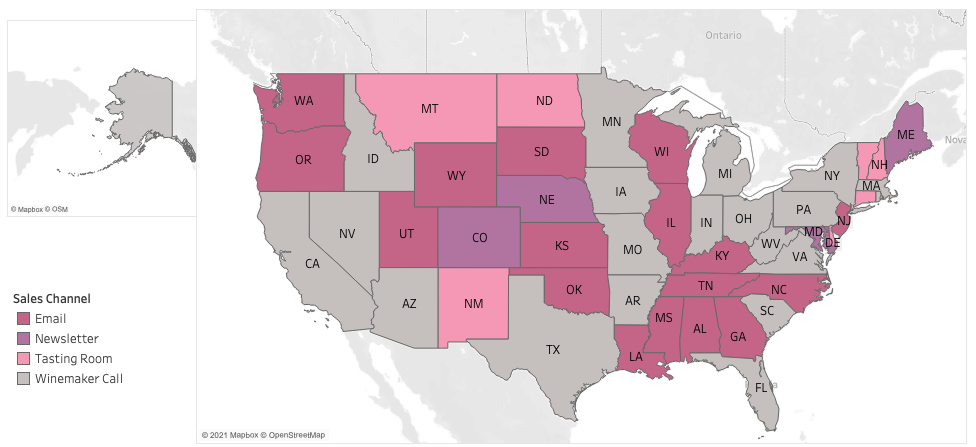 Ontario
WA
MT
ND
MN
ME
OR
ID
SD
WI
NH
Nova
WY
MI
NY
MA
NE
IA
PA
NV
UT
CO
IL
IN
OH
NJ
KS
MO
WV
MD
DE
CA
KY
VA
AZ
NM
OK
AR
TN
NC
SC
TX
MS
AL
GA
LA
FL
© Mapbox © OSM
Sales Channel
Email
Newsletter
Tasting Room
Winemaker Call
© 2021 Mapbox © OpenStreetMap